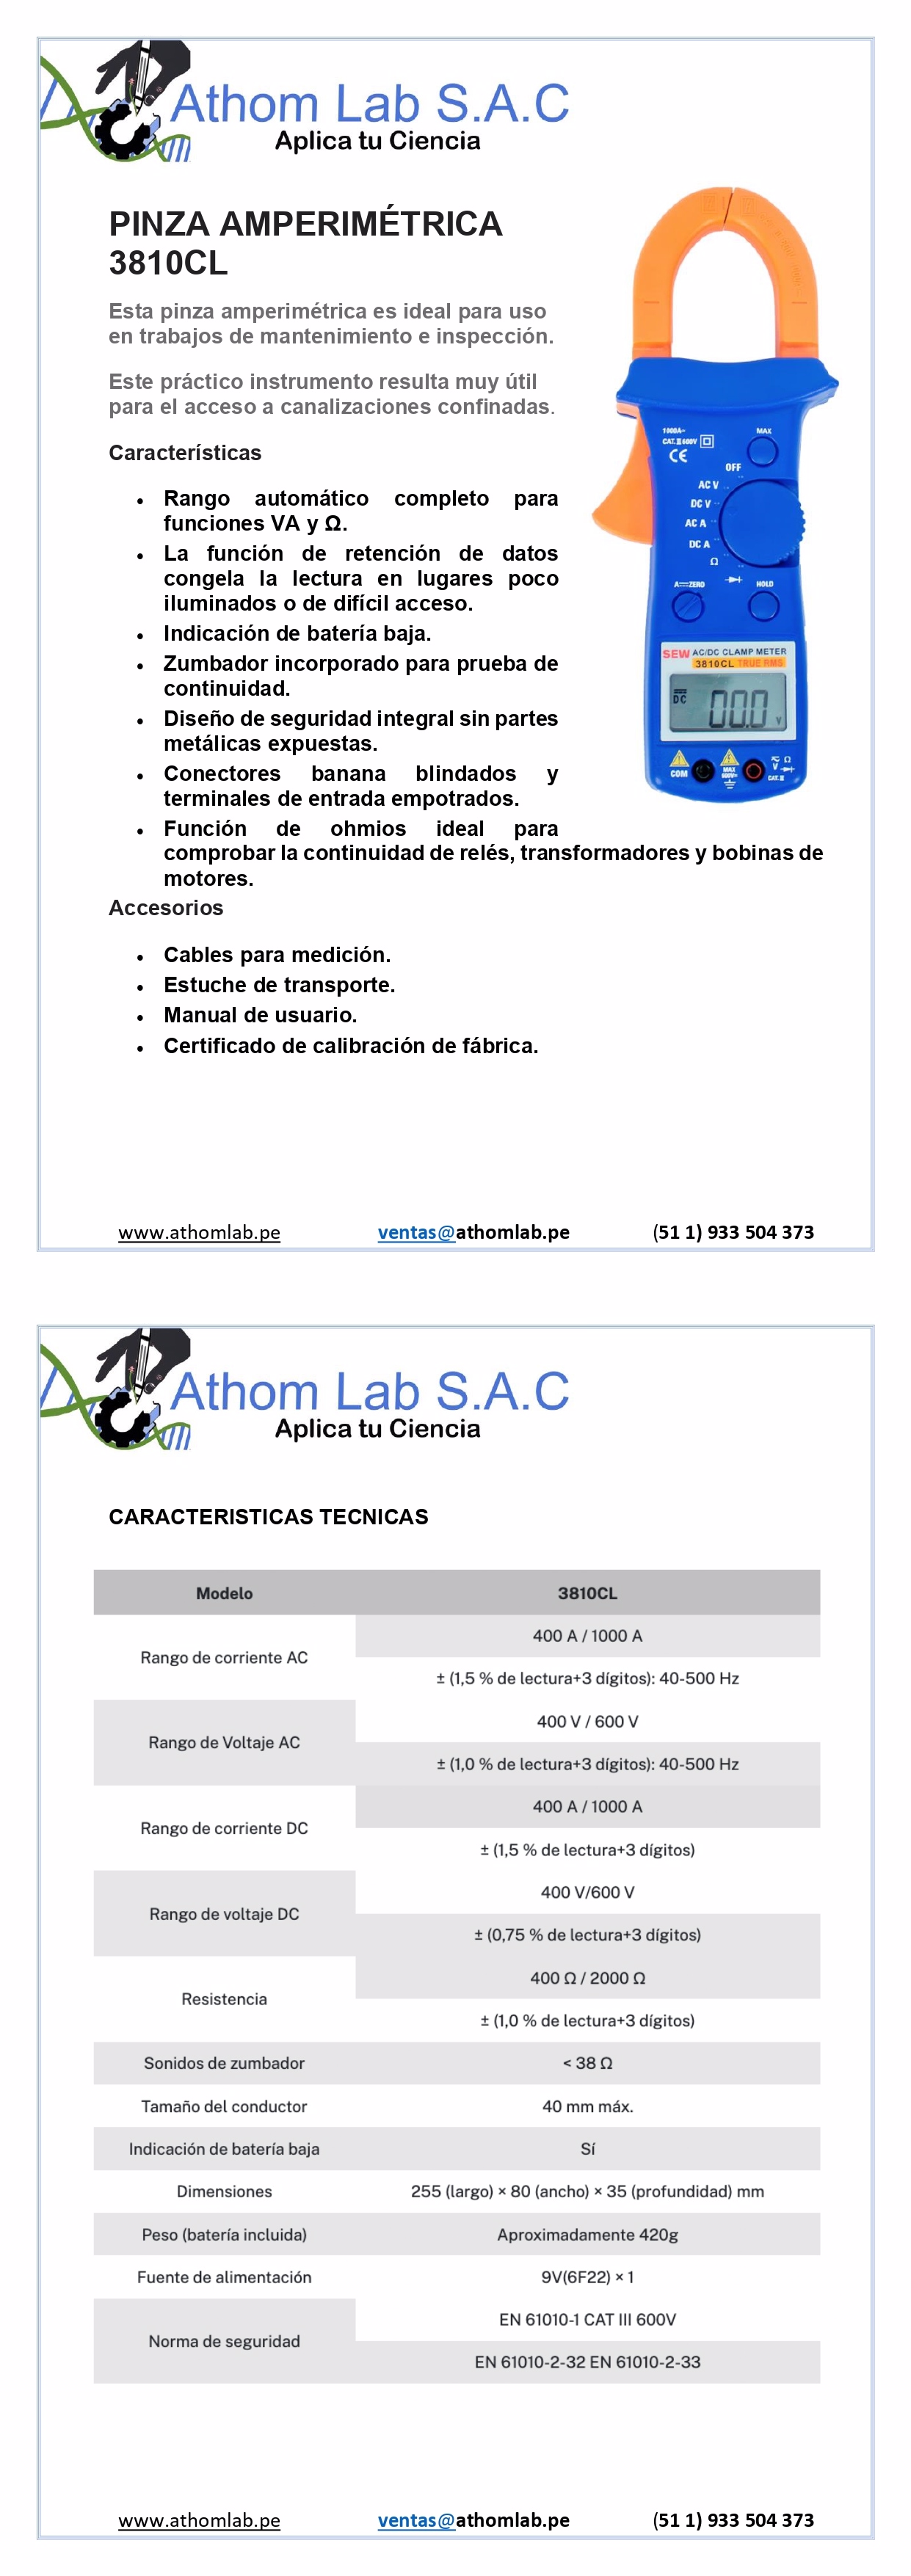 Athom Lab S.A.C
Aplica tu Ciencia
PINZA AMPERIMÉTRICA
3810CL
Esta pinza amperimétrica es ideal para uso
en trabajos de mantenimiento e inspección.
Este práctico instrumento resulta muy útil
para el acceso a canalizaciones confinadas.
Características
• Rango automático completo para
funciones VA y Ω.
• La función de retención de datos
congela la lectura en lugares poco
iluminados o de difícil acceso.
• Indicación de batería baja.
• Zumbador incorporado para prueba de
continuidad.
• Diseño de seguridad integral sin partes
metálicas expuestas.
• Conectores banana blindados y
terminales de entrada empotrados.
• Función de ohmios ideal para
comprobar la continuidad de relés, transformadores y bobinas de
motores.
1000A~
CAT. III 600V
CE
MAX
OFF
AC V
DC V
AC A
DC A
Ω
A⎓ZERO
HOLD
SEW AC/DC CLAMP METER
3810CL TRUE RMS
DC
00.0
V
COM
MAX
600V
V Ω
CAT. III
Accesorios
• Cables para medición.
• Estuche de transporte.
• Manual de usuario.
• Certificado de calibración de fábrica.
www.athomlab.pe ventas@athomlab.pe (51 1) 933 504 373
Athom Lab S.A.C
Aplica tu Ciencia
CARACTERISTICAS TECNICAS
Modelo 3810CL
Rango de corriente AC
400 A / 1000 A
± (1,5 % de lectura+3 dígitos): 40-500 Hz
Rango de Voltaje AC
400 V / 600 V
± (1,0 % de lectura+3 dígitos): 40-500 Hz
Rango de corriente DC
400 A / 1000 A
± (1,5 % de lectura+3 dígitos)
Rango de voltaje DC
400 V/600 V
± (0,75 % de lectura+3 dígitos)
Resistencia
400 Ω / 2000 Ω
± (1,0 % de lectura+3 dígitos)
Sonidos de zumbador < 38 Ω
Tamaño del conductor 40 mm máx.
Indicación de batería baja Sí
Dimensiones 255 (largo) × 80 (ancho) × 35 (profundidad) mm
Peso (batería incluida) Aproximadamente 420g
Fuente de alimentación 9V(6F22) × 1
Norma de seguridad
EN 61010-1 CAT III 600V
EN 61010-2-32 EN 61010-2-33
www.athomlab.pe ventas@athomlab.pe (51 1) 933 504 373